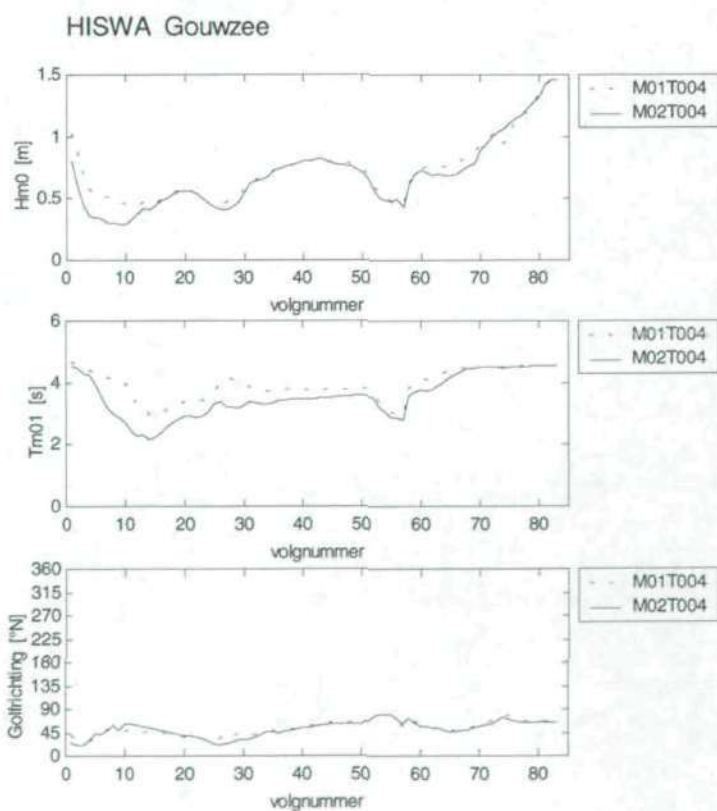 HISWA Gouwzee
1.5
1
0.5
0
Hm0 [m]
0 10 20 30 40 50 60 70 80
volgnummer
M01T004
M02T004
6
4
2
0
Tm01 [s]
0 10 20 30 40 50 60 70 80
volgnummer
M01T004
M02T004
360
315
270
225
180
135
90
45
0
Golfrichting [°N]
0 10 20 30 40 50 60 70 80
volgnummer
M01T004
M02T004